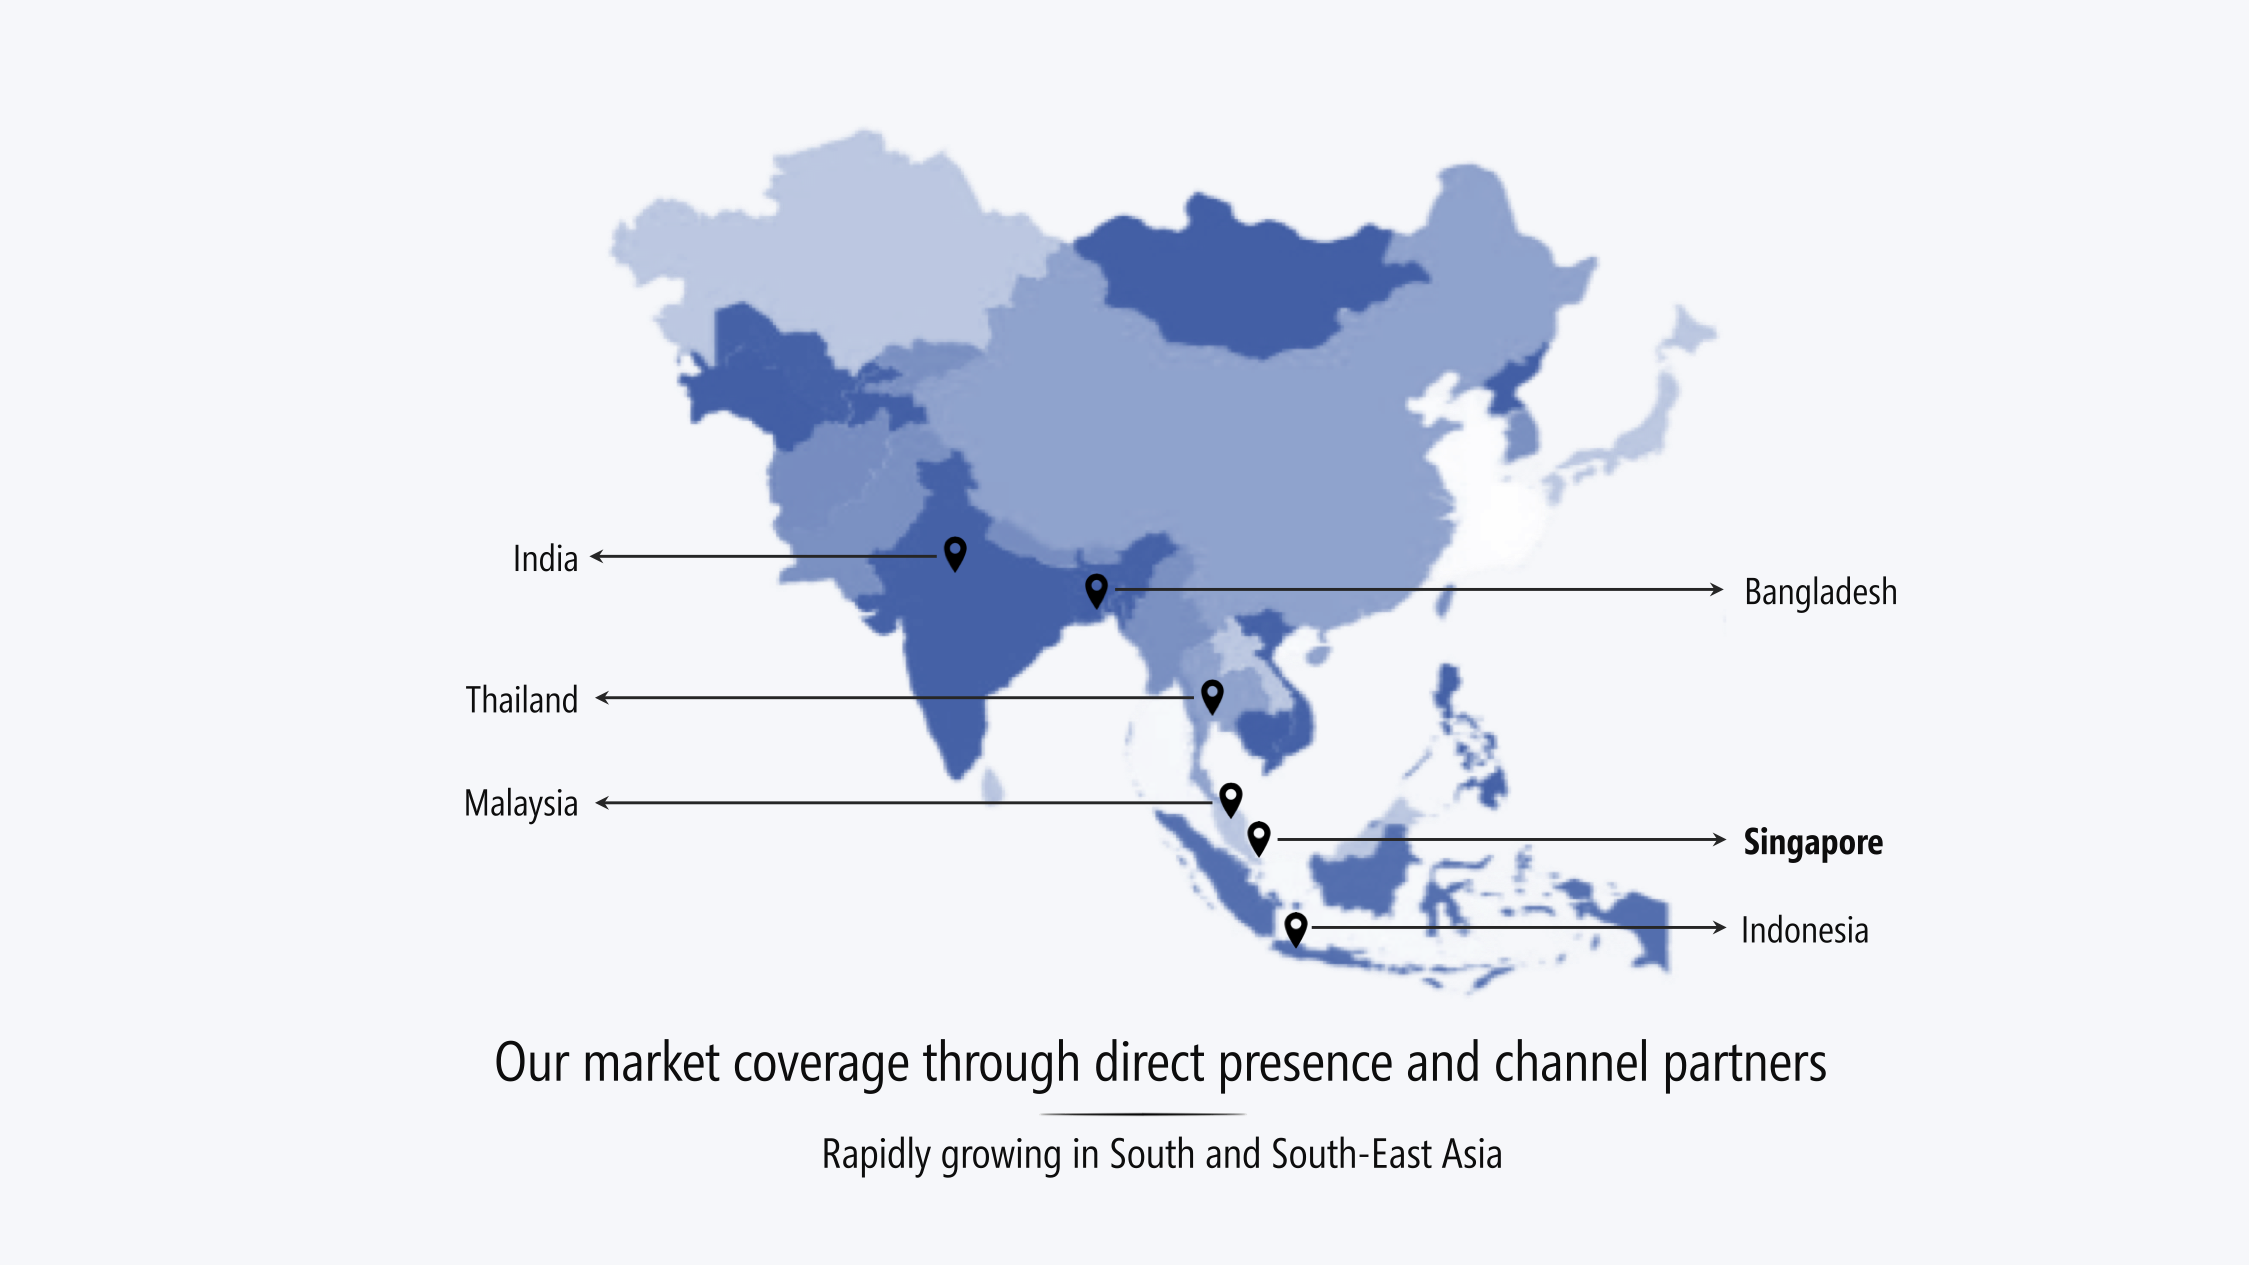 India
Bangladesh
Thailand
Malaysia
Singapore
Indonesia
Our market coverage through direct presence and channel partners
Rapidly growing in South and South-East Asia